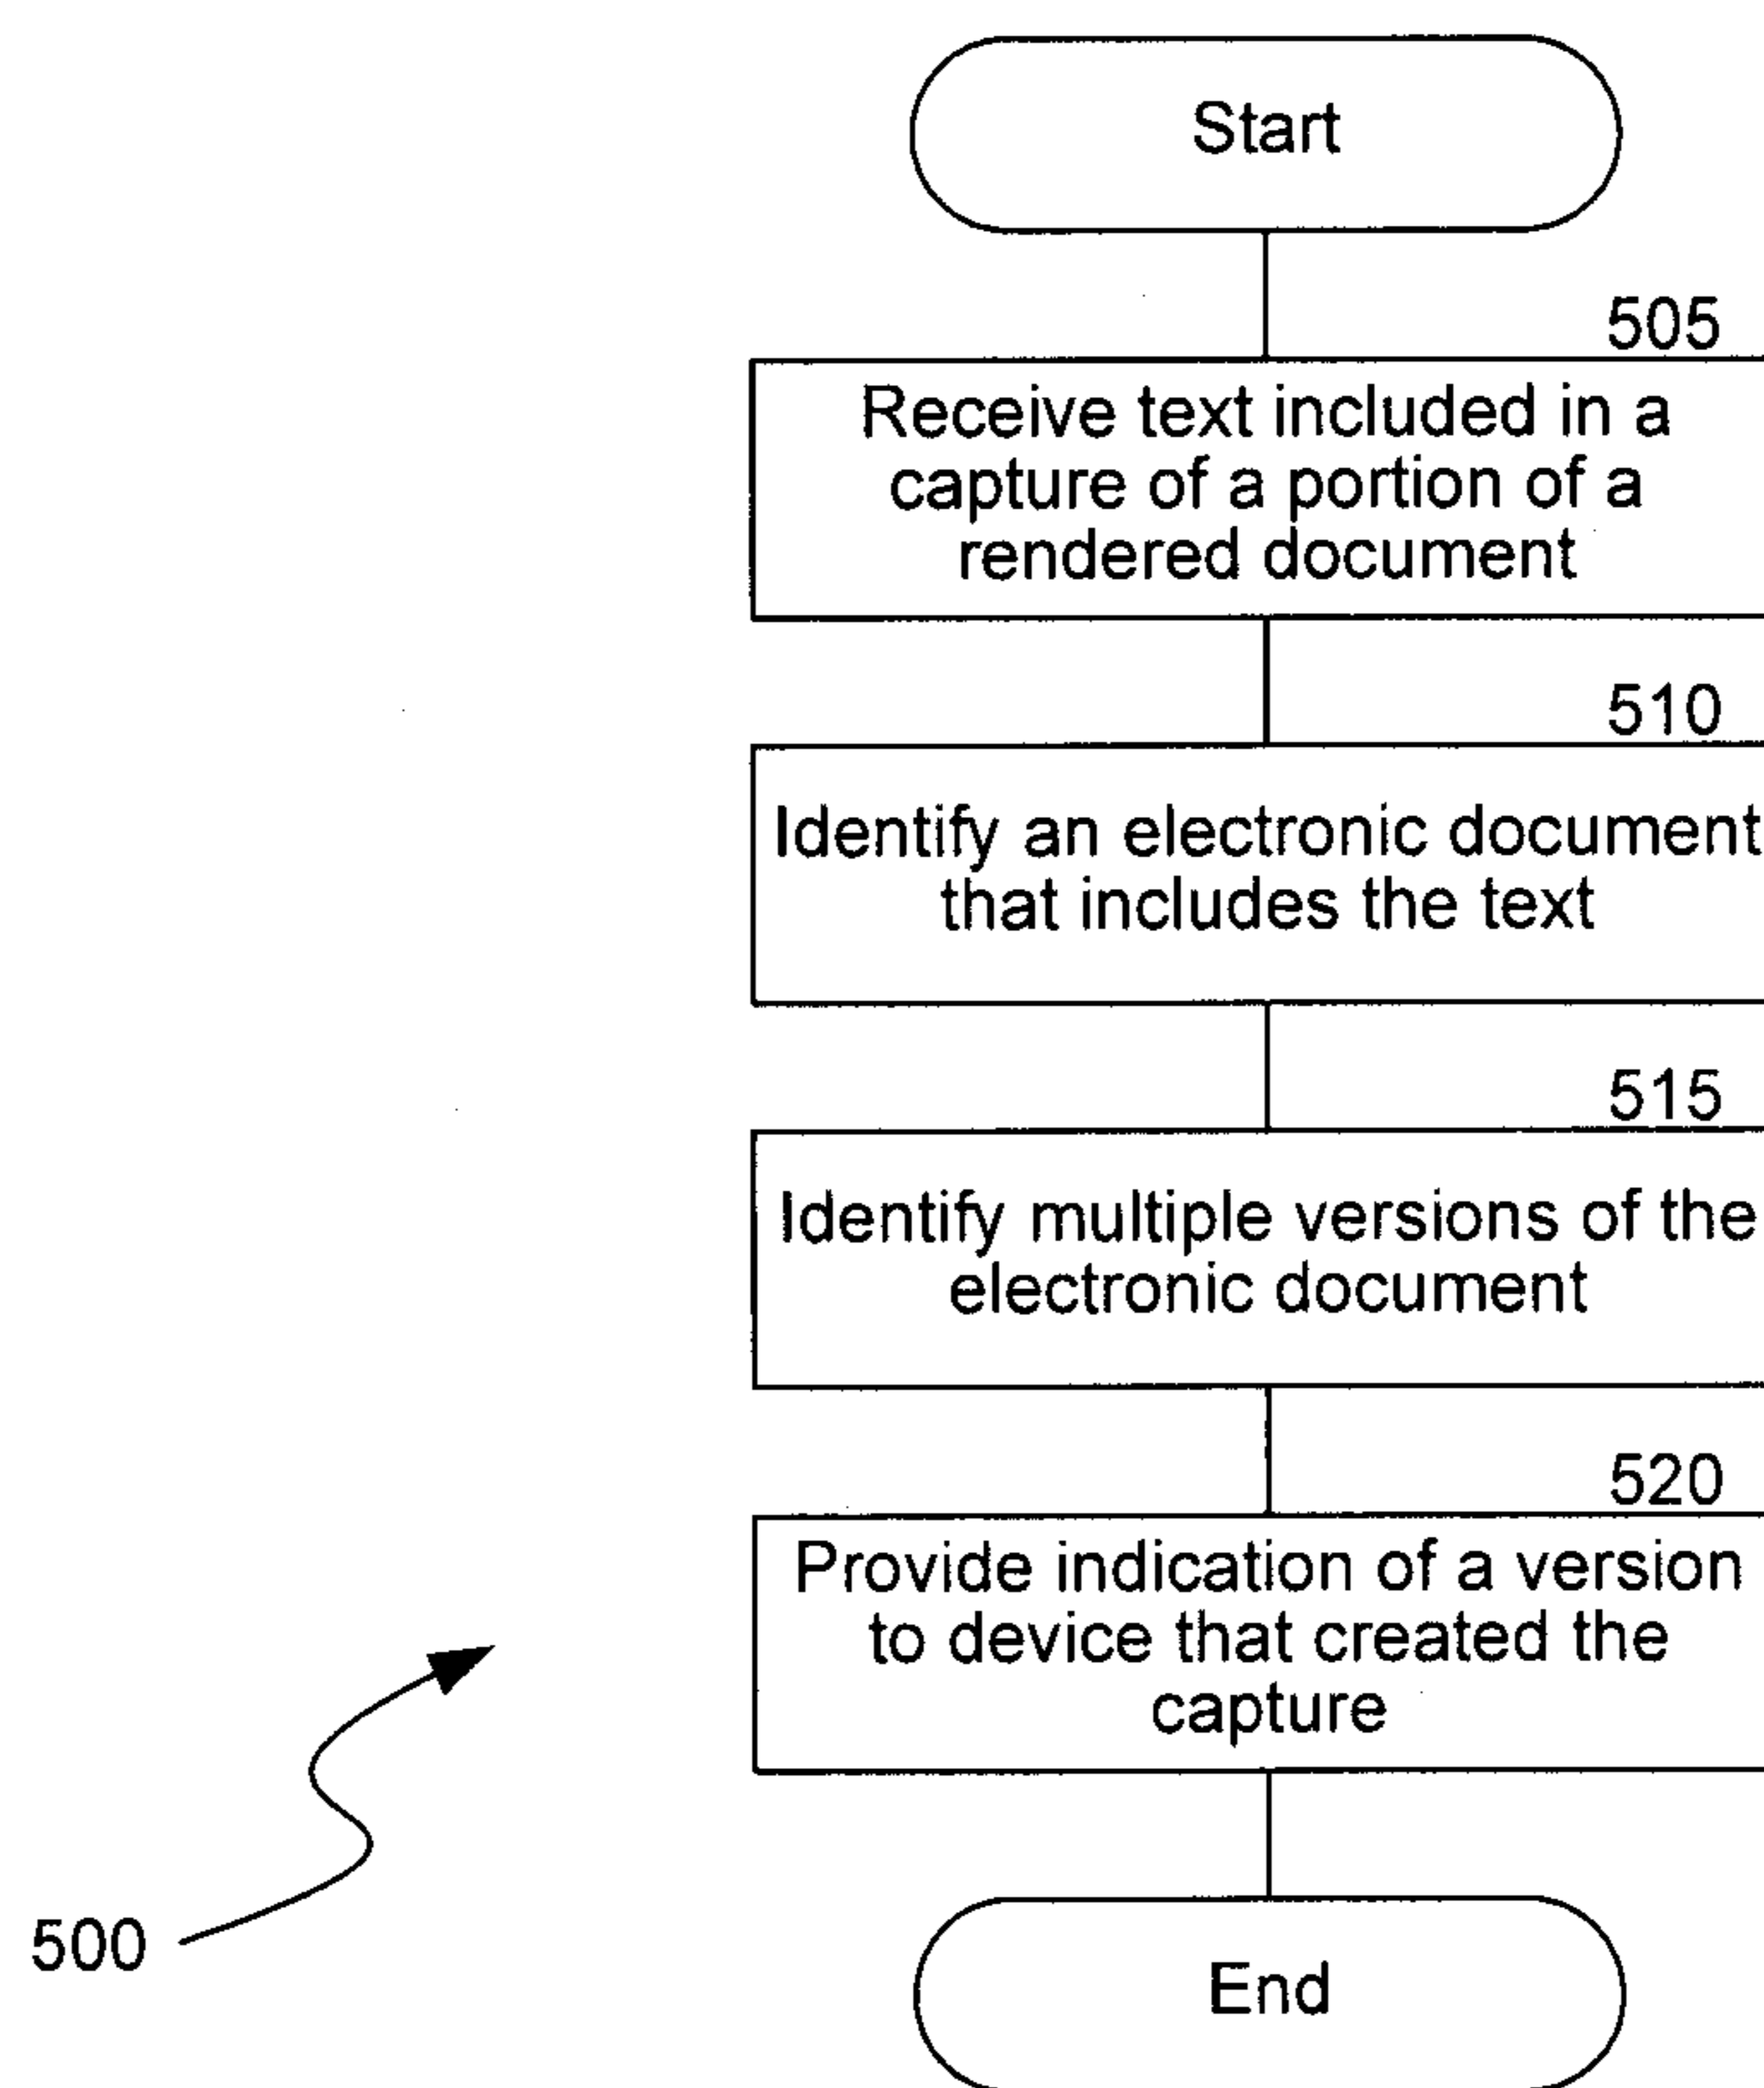 Start
505
Receive text included in a
capture of a portion of a
rendered document
510
Identify an electronic document
that includes the text
515
Identify multiple versions of the
electronic document
520
Provide indication of a version
to device that created the
capture
500
End